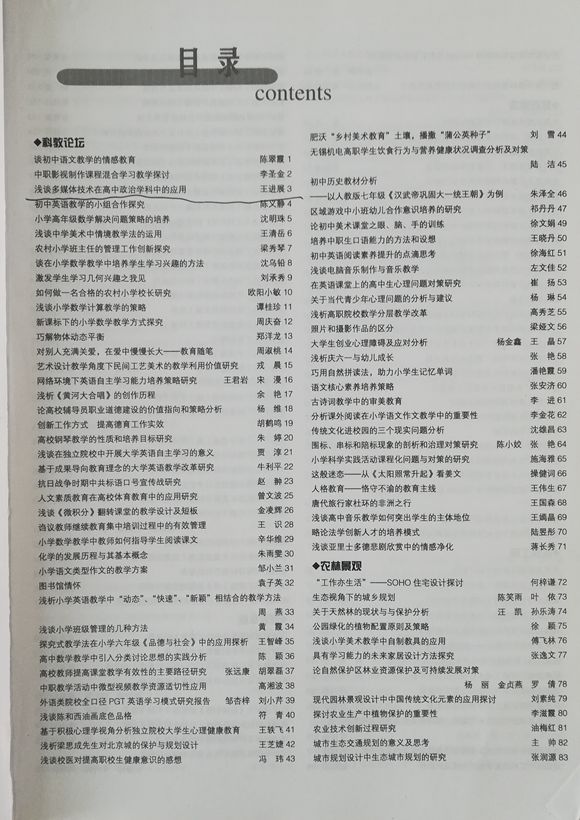 目录
contents
◆科教论坛
谈初中语文教学的情感教育 陈翠霞 1
中职影视制作课程混合学习教学探讨 李圣金 2
浅谈多媒体技术在高中政治学科中的应用 王进展 3
初中英语教学的小组合作探究 陈义静 4
小学高年级数学解决问题策略的培养 沈明珠 5
浅谈中学美术中情境教学法的运用 王清岳 6
农村小学班主任的管理工作创新探究 梁秀琴 7
谈在小学数学教学中培养学生学习兴趣的方法 沈乌铅 8
激发学生学习几何兴趣之我见 刘承秀 9
如何做一名合格的农村小学校长研究 欧阳小敏 10
浅谈小学数学计算教学的策略 谭桂珍 11
新课标下的小学数学教学方式探究 周庆奋 12
巧解物体动态平衡 郑洋龙 13
对别人充满关爱，在爱中慢慢长大——教育随笔 周淑桃 14
艺术设计教学角度下民间工艺美术的教学利用价值研究 戎晨 15
网络环境下英语自主学习能力培养策略研究 王君岩 宋漫 16
浅析《黄河大合唱》的创作历程 余艳 17
论高校辅导员职业道德建设的价值指向和策略分析 杨维 18
创新工作方式 提高德育工作实效 胡鹤鸣 19
高校钢琴教学的性质和培养目标研究 朱婷 20
浅谈在独立院校中开展大学英语自主学习的意义 贾淳 21
基于成果导向教育理念的大学英语教学改革研究 牛利平 22
抗日战争时期中共标语口号宣传战研究 赵翀 23
人文素质教育在高校体育教育中的应用研究 曾文波 25
浅谈《微积分》翻转课堂的教学设计及短板 金凌辉 26
诌议教师继续教育集中培训过程中的有效管理 王识 28
小学数学教学中教师如何指导学生阅读课文 辛华维 29
化学的发展历程与其基本概念 朱雨雯 30
小学语文类型作文的教学方案 邹小兰 31
图书馆情怀 袁子英 32
浅析小学英语教学中"动态"、"快速"、"新颖"相结合的教学方法
周燕 33
浅谈小学班级管理的几种方法 黄霞 34
探究式教学法在小学六年级《品德与社会》中的应用探析 王智峰 35
高中数学教学中引入分类讨论思想的实践分析 陈颖 36
高校教师提高课堂教学有效性的主要路径研究 张远康 胡翠磊 37
中职教学活动中微型视频教学资源适切性应用 高湘波 38
外语类院校全口径 PGT 英语学习模式研究报告 邹杏梓 刘小芹 39
浅谈陈和西油画底色品格 符青 40
基于积极心理学视角分析独立院校大学生心理健康教育 王轶飞 41
浅析梁思成先生对北京城的保护与规划设计 王芝婕 42
浅谈校医对提高职校生健康意识的感想 冯玮 43
肥沃"乡村美术教育"土壤，播撒"蒲公英种子" 刘雪 44
无锡机电高职学生饮食行为与营养健康状况调查分析及对策
陆洁 45
初中历史教材分析
——以人教版七年级《汉武帝巩固大一统王朝》为例 朱泽全 46
区域游戏中小班幼儿合作意识培养的研究 祁丹丹 47
论初中美术课堂之眼、脑、手的训练 徐文娟 49
培养中职生口语能力的方法和设想 王晓丹 50
初中英语阅读素养提升的点滴思考 徐海红 51
浅谈电脑音乐制作与音乐教学 左文佳 52
在英语课堂上的高中生心理问题对策研究 崔扬 53
关于当代青少年心理问题的分析与建议 杨琳 54
浅析高职院校数学分层教学改革 高秀芝 55
照片和摄影作品的区分 梁娅文 56
大学生创业心理障碍及应对分析 杨金鑫 王晶 57
浅析庆六一与幼儿成长 张艳 58
巧用自然拼读法，助力小学生记忆单词 潘艳霞 59
语文核心素养培养策略 张安济 60
古诗词教学中的审美教育 李进 61
分析课外阅读在小学语文作文教学中的重要性 李金花 62
传统文化进校园的三个现实问题分析 沈雄昌 63
围标、串标和陪标现象的剖析和治理对策研究 陈小姣 张艳 64
小学科学实践活动课程化问题与对策的研究 施海雅 65
这般迷恋——从《太阳照常升起》看姜文 操健词 66
人格教育——恪守不渝的教育主线 王伟生 67
唐代旅行家杜环的非洲之行 王国森 68
浅谈高中音乐教学如何突出学生的主体地位 王嫣晶 69
略论法学创新人才的培养模式 陆昱彤 70
浅谈亚里士多德悲剧欣赏中的情感净化 蒋长秀 71
◆农林景观
"工作亦生活"——SOHO 住宅设计探讨 何梓谦 72
生态视角下的城乡规划 陈笑雨 叶依 73
关于天然林的现状与与保护分析 汪凯 孙乐涛 74
公园绿化的植物配置原则及策略 徐颖 75
浅谈小学美术教学中自制教具的应用 傅飞林 76
具有学习能力的未来家居设计方法探究 张逸文 77
论自然保护区林业资源保护及可持续发展对策
杨丽 金贞燕 罗倩 78
现代园林景观设计中中国传统文化元素的应用探讨 刘素纯 79
探讨农业生产中植物保护的重要性 李滋霞 80
农业技术创新过程研究 油梅红 81
城市生态交通规划的意义及思考 主帅 82
城市规划设计中生态城市规划的研究 张润源 83